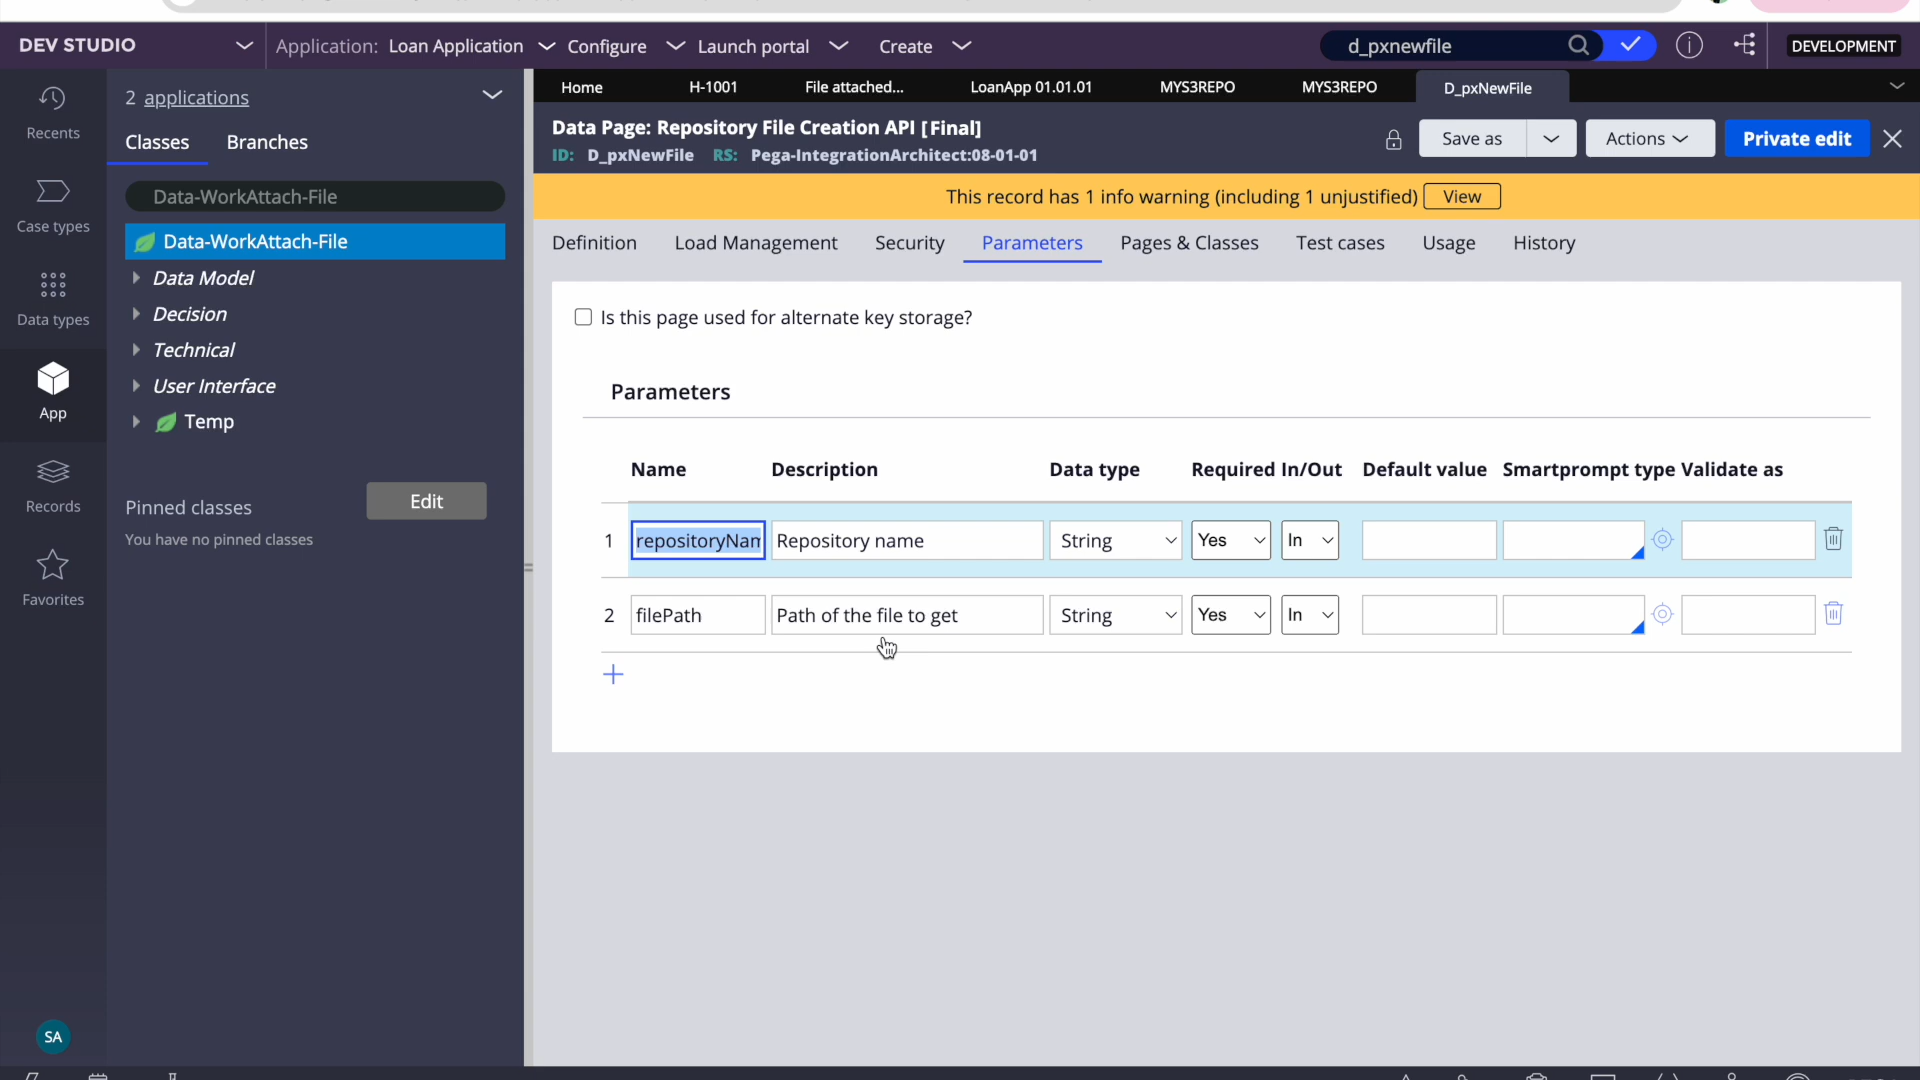 DEV STUDIO
Application: Loan Application Configure Launch portal Create
d_pxnewfile
DEVELOPMENT
Recents
Case types
Data types
App
Records
Favorites
SA
2 applications
Classes Branches
Data-WorkAttach-File
Data-WorkAttach-File
Data Model
Decision
Technical
User Interface
Temp
Pinned classes
Edit
You have no pinned classes
Home H-1001 File attached... LoanApp 01.01.01 MYS3REPO MYS3REPO D_pxNewFile
Data Page: Repository File Creation API [Final]
ID: D_pxNewFile RS: Pega-IntegrationArchitect:08-01-01
Save as Actions Private edit
This record has 1 info warning (including 1 unjustified) View
Definition Load Management Security Parameters Pages & Classes Test cases Usage History
Is this page used for alternate key storage?
Parameters
Name Description Data type Required In/Out Default value Smartprompt type Validate as
1 repositoryNam Repository name String Yes In
2 filePath Path of the file to get String Yes In